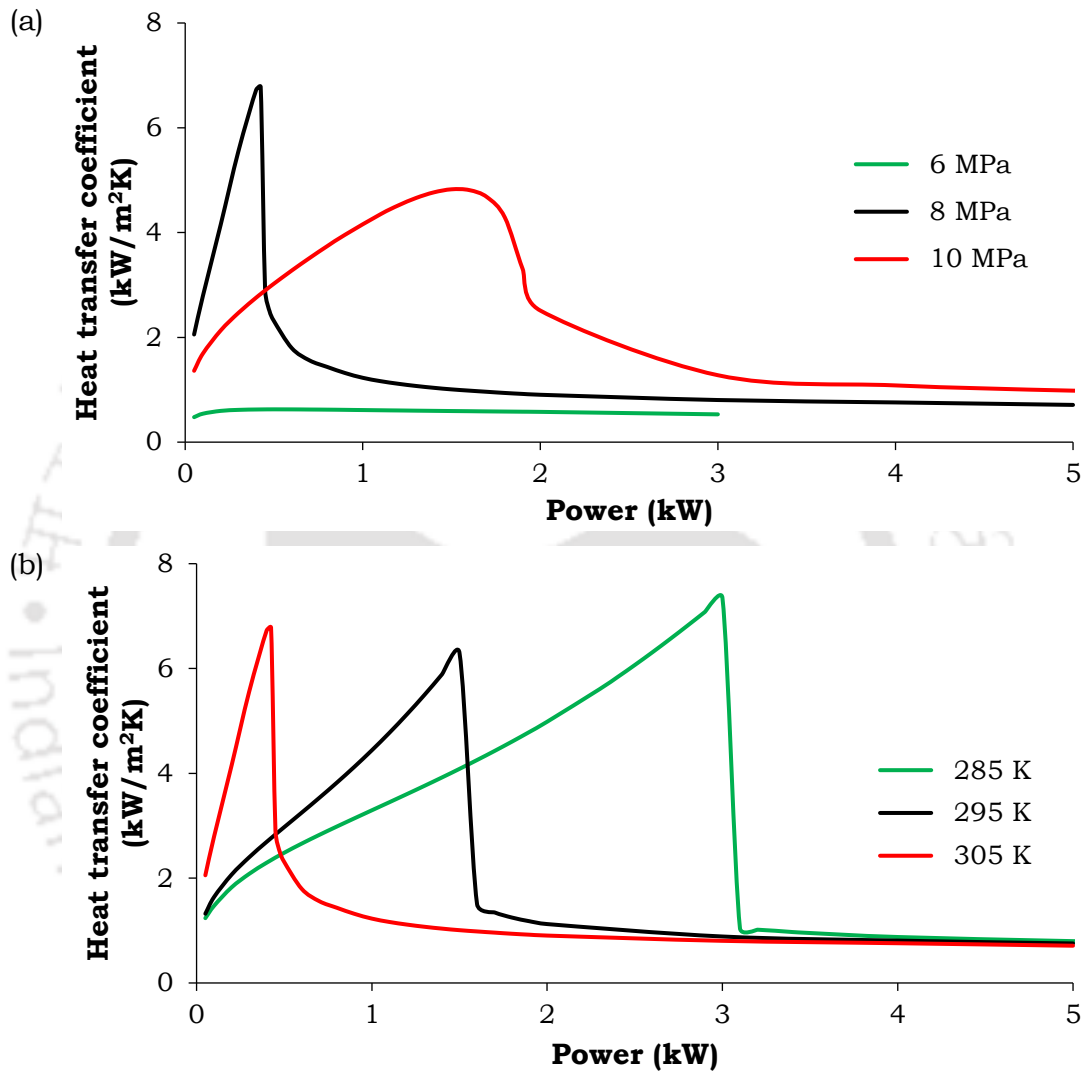 (a)
Heat transfer coefficient
(kW/m²K)
8
6
4
2
0
0 1 2 3 4 5
Power (kW)
6 MPa
8 MPa
10 MPa
(b)
Heat transfer coefficient
(kW/m²K)
8
6
4
2
0
0 1 2 3 4 5
Power (kW)
285 K
295 K
305 K